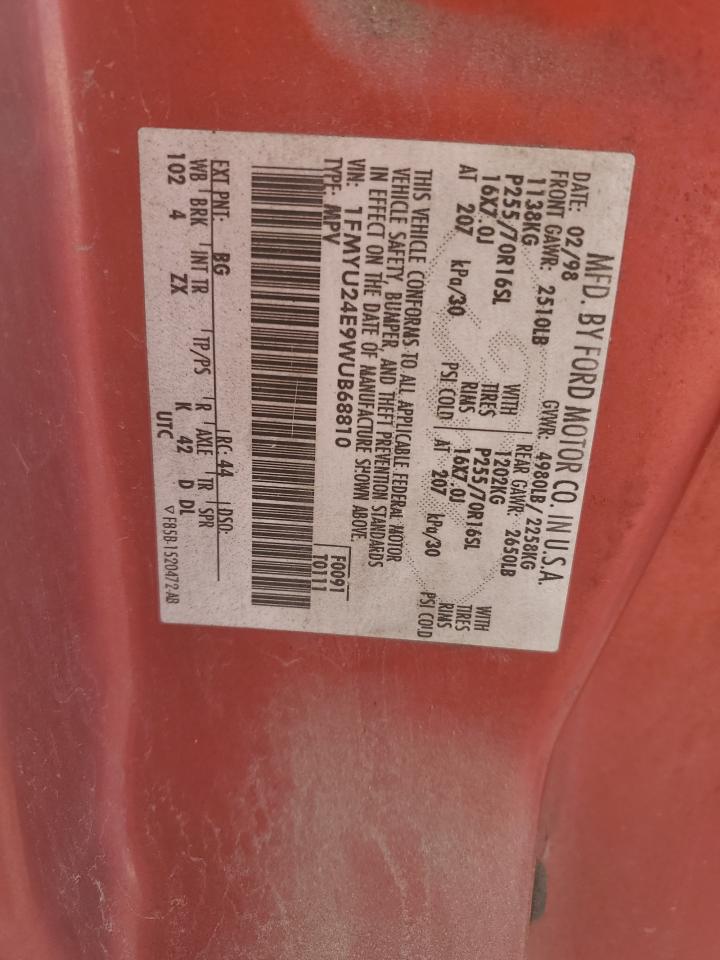 MFD. BY FORD MOTOR CO. IN U.S.A.
DATE: 02/98 GVWR: 4980LB/ 2258KG
FRONT GAWR: 2510LB REAR GAWR: 2650LB
1138KG WITH 1202KG WITH
P255/70R16SL TIRES P255/70R16SL TIRES
16X7.0J RIMS 16X7.0J RIMS
AT 207 kPa/30 PSI COLD AT 207 kPa/30 PSI COLD
THIS VEHICLE CONFORMS TO ALL APPLICABLE FEDERAL MOTOR
VEHICLE SAFETY, BUMPER, AND THEFT PREVENTION STANDARDS
IN EFFECT ON THE DATE OF MANUFACTURE SHOWN ABOVE.
VIN: 1FMYU24E9WUB68810 F0091
TYPE: MPV T0111
EXT PNT: BG RC: 44 DSO:
WB BRK INT TR TP/PS R AXLE TR SPR
102 4 ZX K 42 D DL
UTC ▽ F85B-1520472-AB